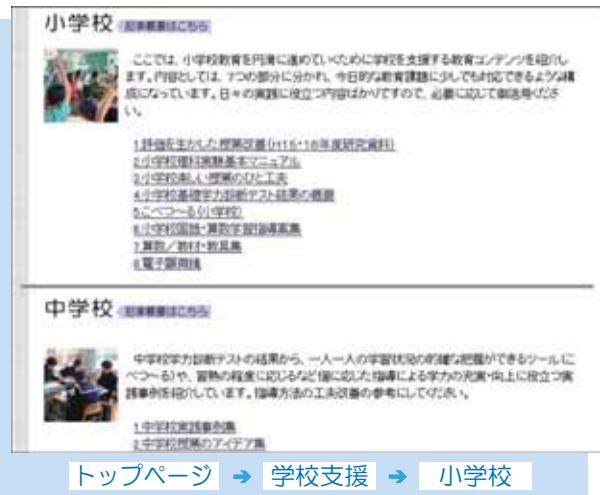 小学校 記事概要はこちら
ここでは、小学校教育を円滑に進めていくために学校を支援する教育コンテンツを紹介し
ます。内容としては、7つの部分に分かれ、今日的な教育課題に少しでも対応できるような構
成になっています。日々の実践に役立つ内容ばかりですので、必要に応じて御活用くださ
い。
1.評価を生かした授業改善(H15・16年度研究資料)
2.小学校理科実験基本マニュアル
3.小学校楽しい授業のひと工夫
4.小学校基礎学力診断テスト結果の概要
5.こべつ〜る(小学校)
6.小学校国語・算数学習指導案集
7.算数/教材・教具集
8.電子顕微鏡
中学校 記事概要はこちら
中学校学力診断テストの結果から、一人一人の学習状況の的確な把握ができるツール(こ
べつ〜る)や、習熟の程度に応じるなど個に応じた指導による学力の充実・向上に役立つ実
践事例を紹介しています。指導方法の工夫改善の参考にしてください。
1.中学校実践事例集
2.中学校授業のアイデア集
トップページ ➔ 学校支援 ➔ 小学校